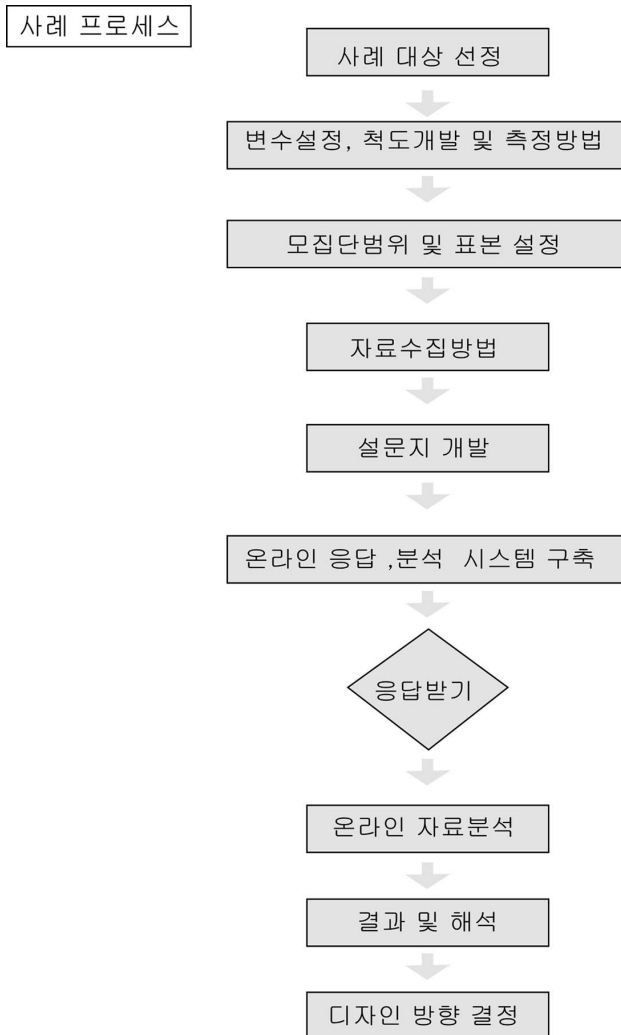 사례 프로세스
사례 대상 선정
변수설정, 척도개발 및 측정방법
모집단범위 및 표본 설정
자료수집방법
설문지 개발
온라인 응답 ,분석 시스템 구축
응답받기
온라인 자료분석
결과 및 해석
디자인 방향 결정